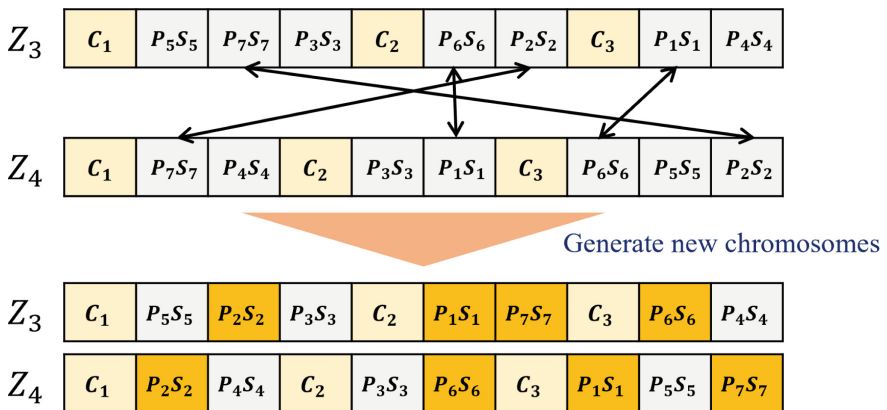 Z₃ C₁ P₅S₅ P₇S₇ P₃S₃ C₂ P₆S₆ P₂S₂ C₃ P₁S₁ P₄S₄
Z₄ C₁ P₇S₇ P₄S₄ C₂ P₃S₃ P₁S₁ C₃ P₆S₆ P₅S₅ P₂S₂
Generate new chromosomes
Z₃ C₁ P₅S₅ P₂S₂ P₃S₃ C₂ P₁S₁ P₇S₇ C₃ P₆S₆ P₄S₄
Z₄ C₁ P₂S₂ P₄S₄ C₂ P₃S₃ P₆S₆ C₃ P₁S₁ P₅S₅ P₇S₇